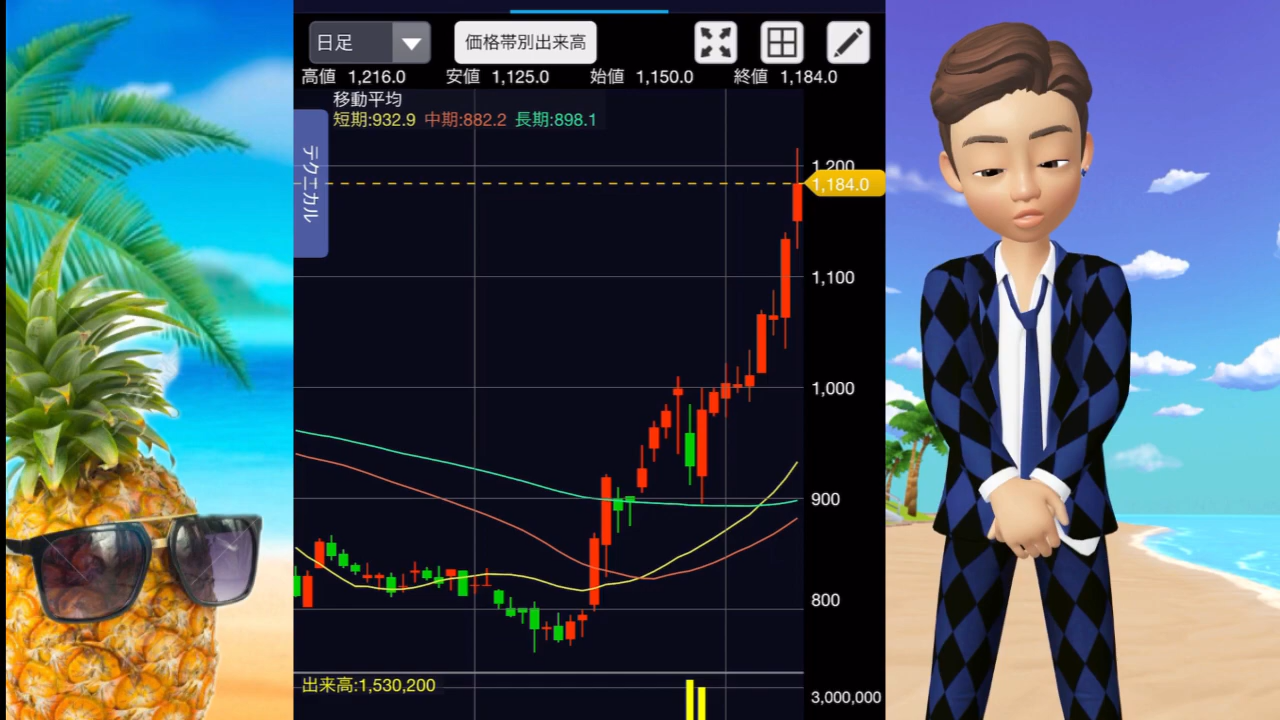 日足
価格帯別出来高
高値 1,216.0 安値 1,125.0 始値 1,150.0 終値 1,184.0
移動平均
短期:932.9 中期:882.2 長期:898.1
テクニカル
1,200
1,184.0
1,100
1,000
900
800
出来高:1,530,200
3,000,000